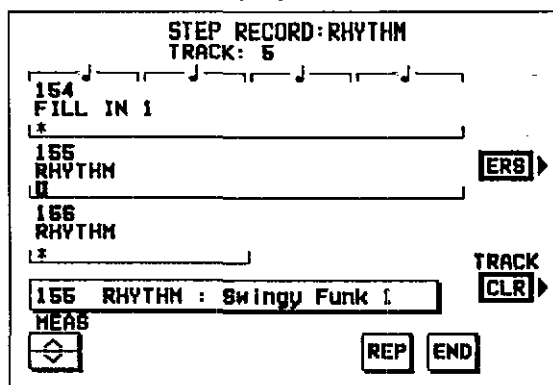 STEP RECORD:RHYTHM
TRACK: 5
154
FILL IN 1
*
155
RHYTHM
ERS
156
RHYTHM
*
TRACK
CLR
155 RHYTHM : Swingy Funk 1
MEAS
REP END